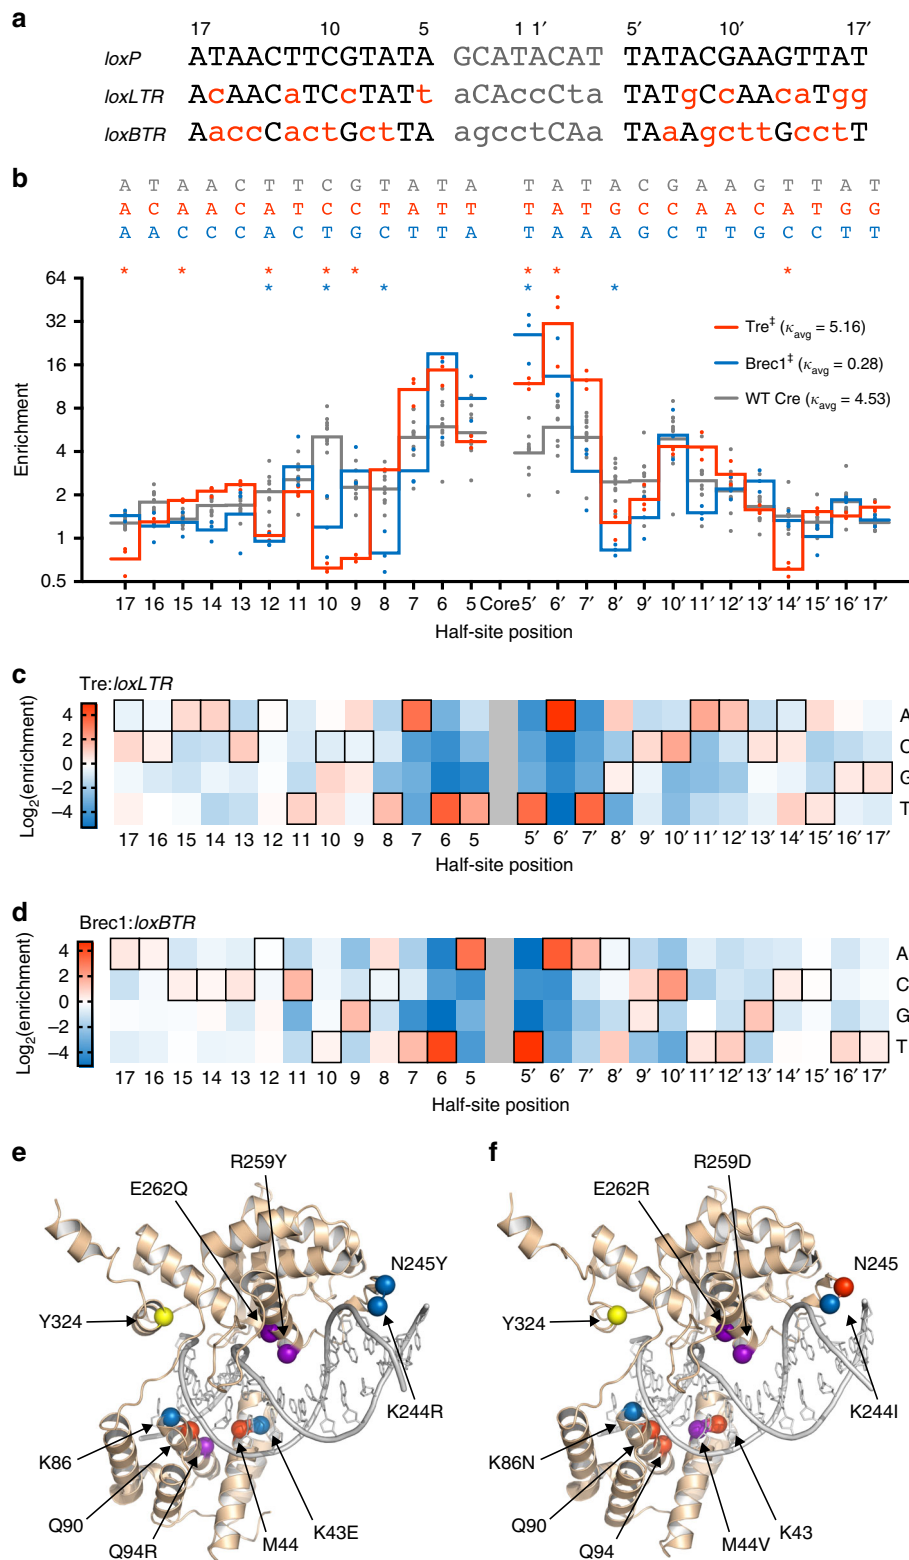 a
17 10 5 1 1′ 5′ 10′ 17′
loxP ATAACTTCGTATA GCATACAT TATACGAAGTTAT
loxLTR AcAACaTCcTATt aCAccCta TATgCcAAcaTgg
loxBTR AacccCactGctTA agcctCAa TAaAgcttGcctT
b
A T A A C T T C G T A T A T A T A C G A A G T T A T
A C A A C A T C C T A T T T A T G C C A A C A T G G
A A C C C A C T G C T T A T A A A G C T T G C C T T
* * * * * * * *
* * * * *
64
32
16
8
4
2
1
0.5
Enrichment
Tre‡ (κavg = 5.16)
Brec1‡ (κavg = 0.28)
WT Cre (κavg = 4.53)
17 16 15 14 13 12 11 10 9 8 7 6 5 Core 5′ 6′ 7′ 8′ 9′ 10′ 11′ 12′ 13′ 14′ 15′ 16′ 17′
Half-site position
c
Tre:loxLTR
Log2(enrichment)
4
2
0
−2
−4
A
C
G
T
17 16 15 14 13 12 11 10 9 8 7 6 5 5′ 6′ 7′ 8′ 9′ 10′ 11′ 12′ 13′ 14′ 15′ 16′ 17′
Half-site position
d
Brec1:loxBTR
Log2(enrichment)
4
2
0
−2
−4
A
C
G
T
17 16 15 14 13 12 11 10 9 8 7 6 5 5′ 6′ 7′ 8′ 9′ 10′ 11′ 12′ 13′ 14′ 15′ 16′ 17′
Half-site position
e
R259Y
E262Q
N245Y
Y324
K244R
K86
Q90
Q94R
M44
K43E
f
R259D
E262R
N245
Y324
K244I
K86N
Q90
Q94
M44V
K43